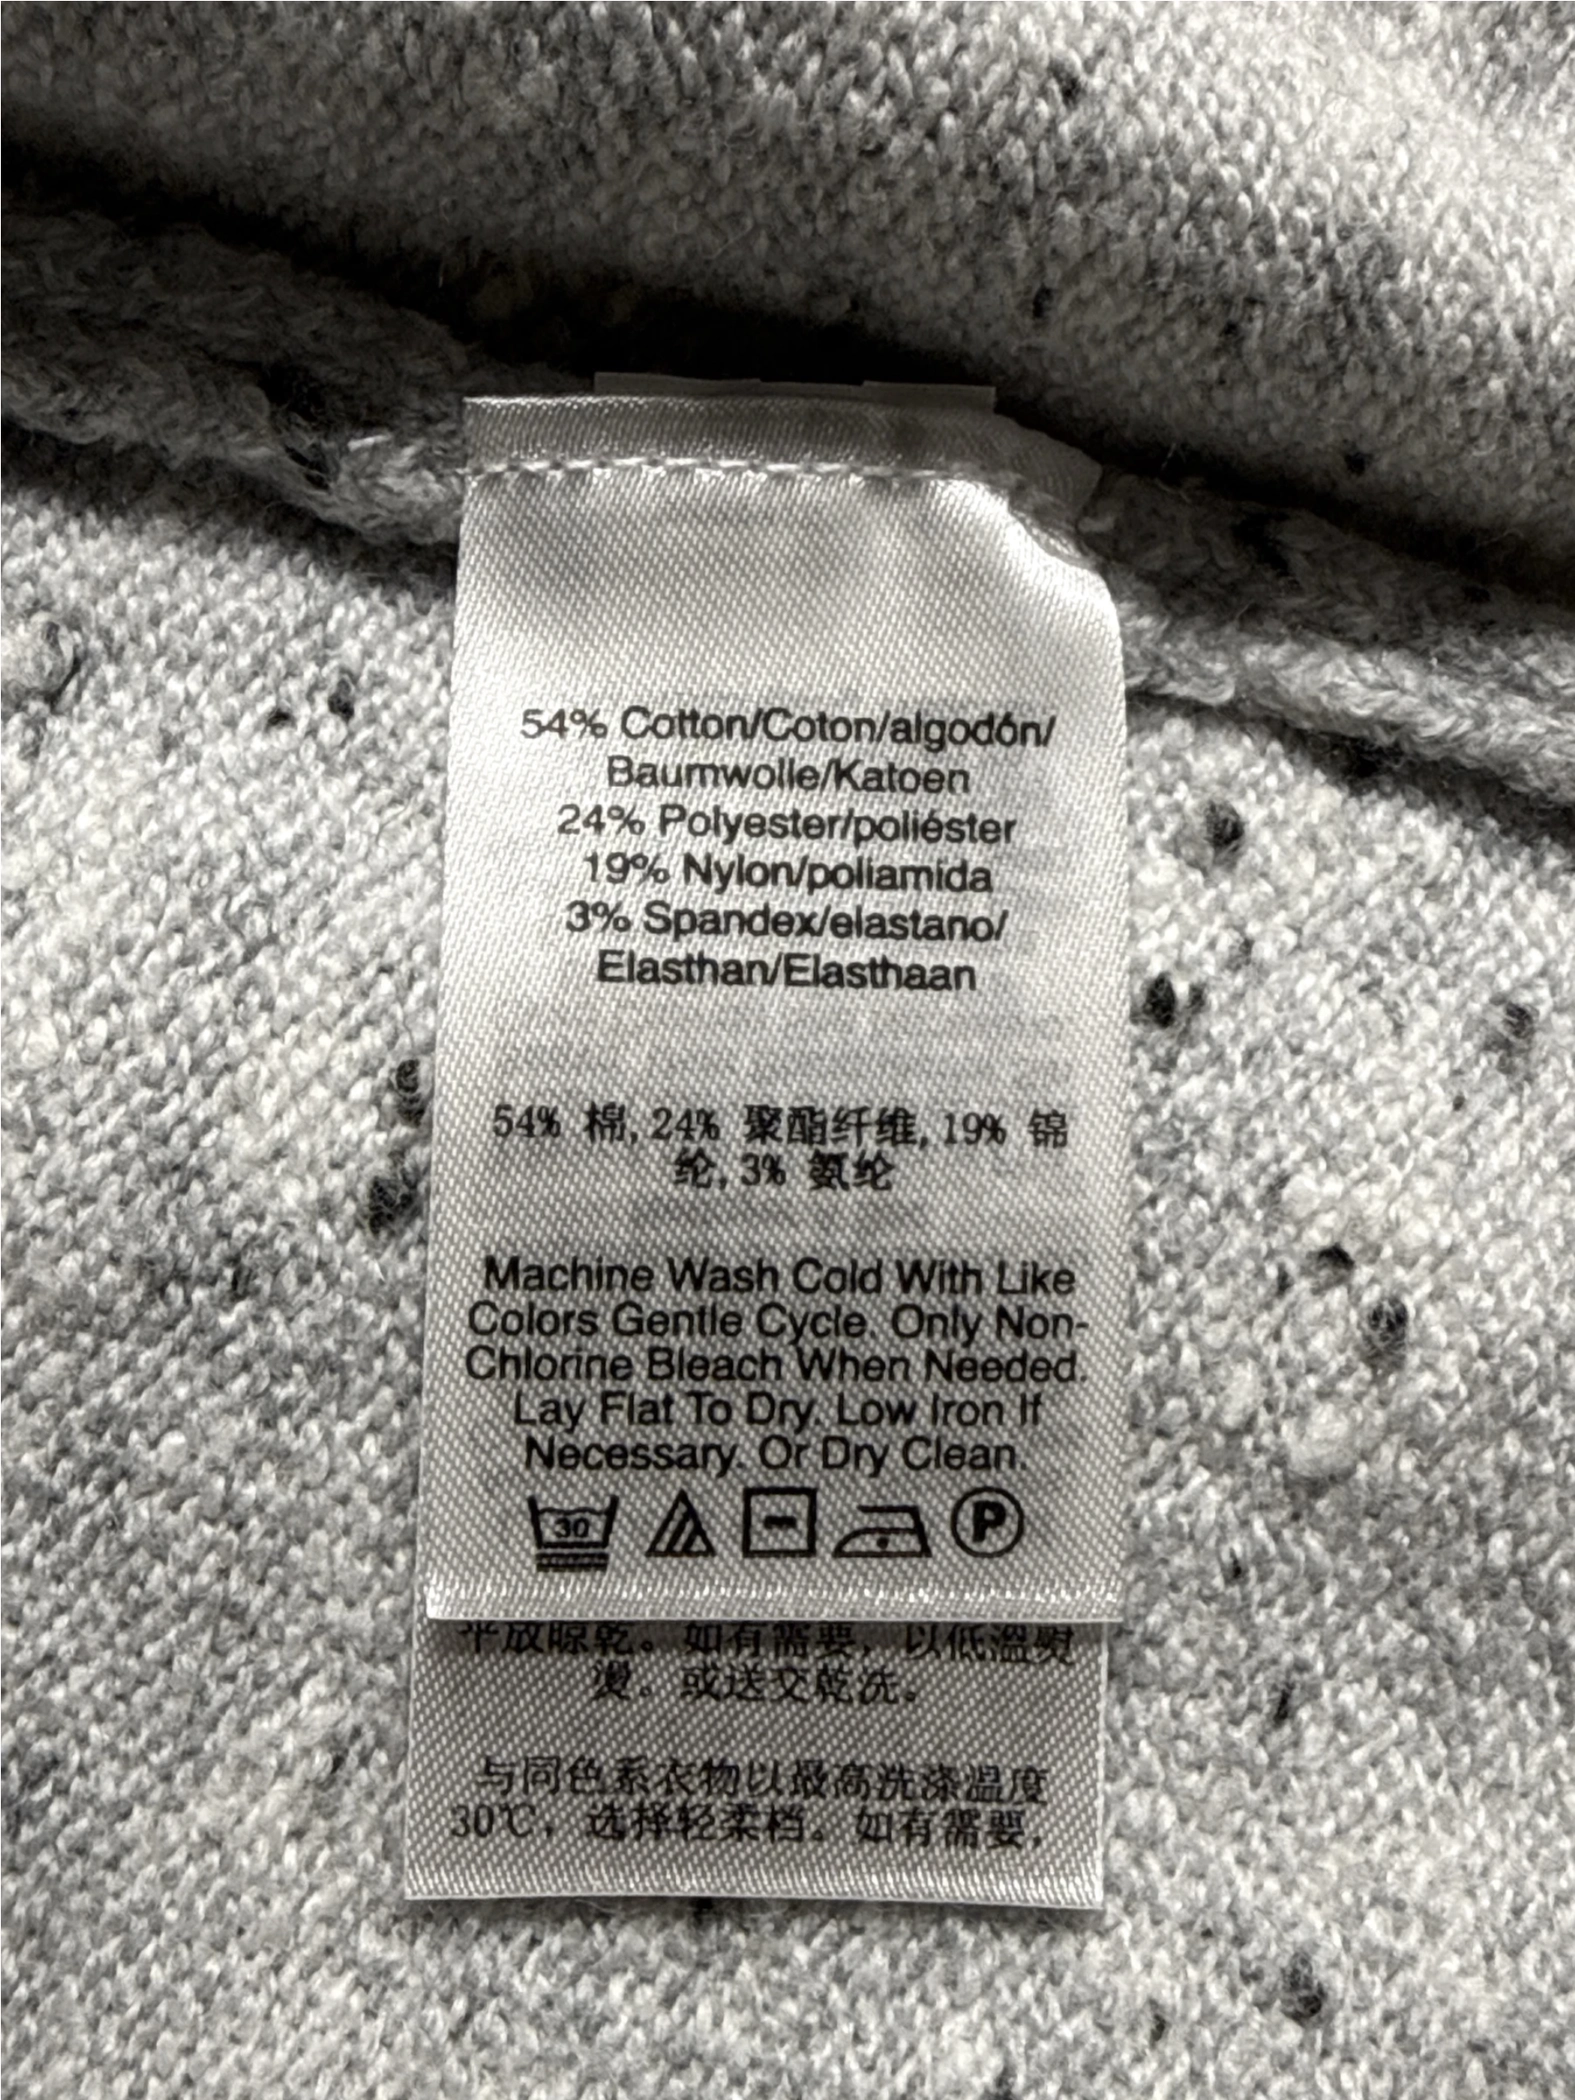 54% Cotton/Coton/algodón/
Baumwolle/Katoen
24% Polyester/poliéster
19% Nylon/poliamida
3% Spandex/elastano/
Elasthan/Elasthaan
54% 棉, 24% 聚酯纤维, 19% 锦
纶, 3% 氨纶
Machine Wash Cold With Like
Colors Gentle Cycle. Only Non-
Chlorine Bleach When Needed.
Lay Flat To Dry. Low Iron If
Necessary. Or Dry Clean.
30 P
平放晾乾。如有需要，以低溫熨
燙。或送交乾洗。
与同色系衣物以最高洗涤温度
30℃，选择轻柔档。如有需要，